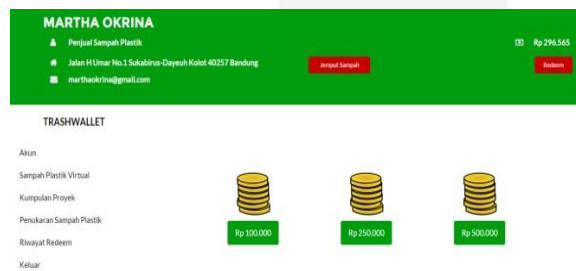 MARTHA OKRINA
Penjual Sampah Plastik
Rp 296.565
Jalan H Umar No.1 Sukabirus-Dayeuh Kolot 40257 Bandung
Jemput Sampah
Redeem
marthaokrina@gmail.com
TRASHWALLET
Akun
Sampah Plastik Virtual
Kumpulan Proyek
Penukaran Sampah Plastik
Riwayat Redeem
Keluar
Rp 100.000
Rp 250.000
Rp 500.000